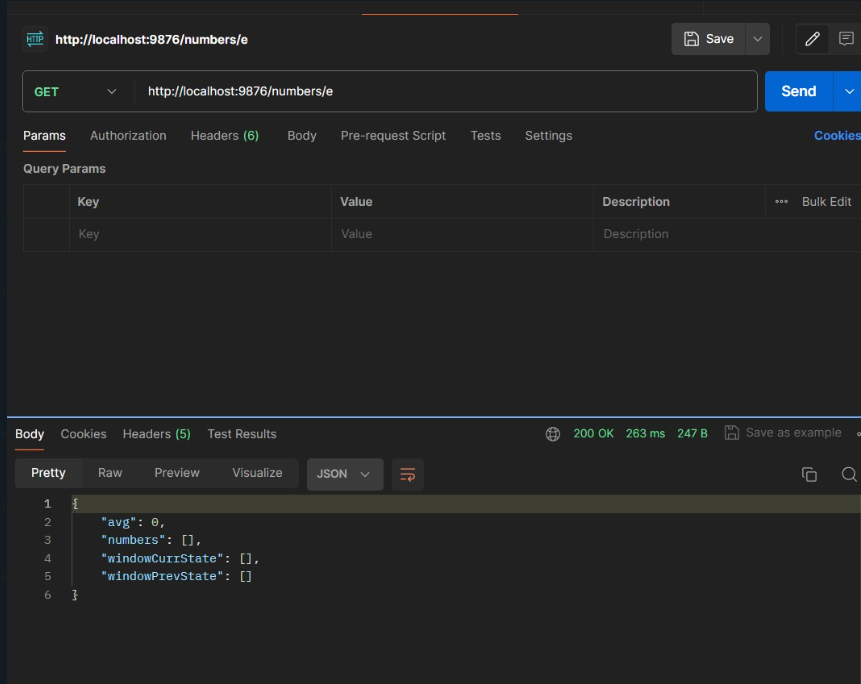 HTTP http://localhost:9876/numbers/e Save
GET http://localhost:9876/numbers/e Send
Params Authorization Headers (6) Body Pre-request Script Tests Settings Cookies
Query Params
Key Value Description ••• Bulk Edit
Key Value Description
Body Cookies Headers (5) Test Results 200 OK 263 ms 247 B Save as example
Pretty Raw Preview Visualize JSON
1 {
2 "avg": 0,
3 "numbers": [],
4 "windowCurrState": [],
5 "windowPrevState": []
6 }